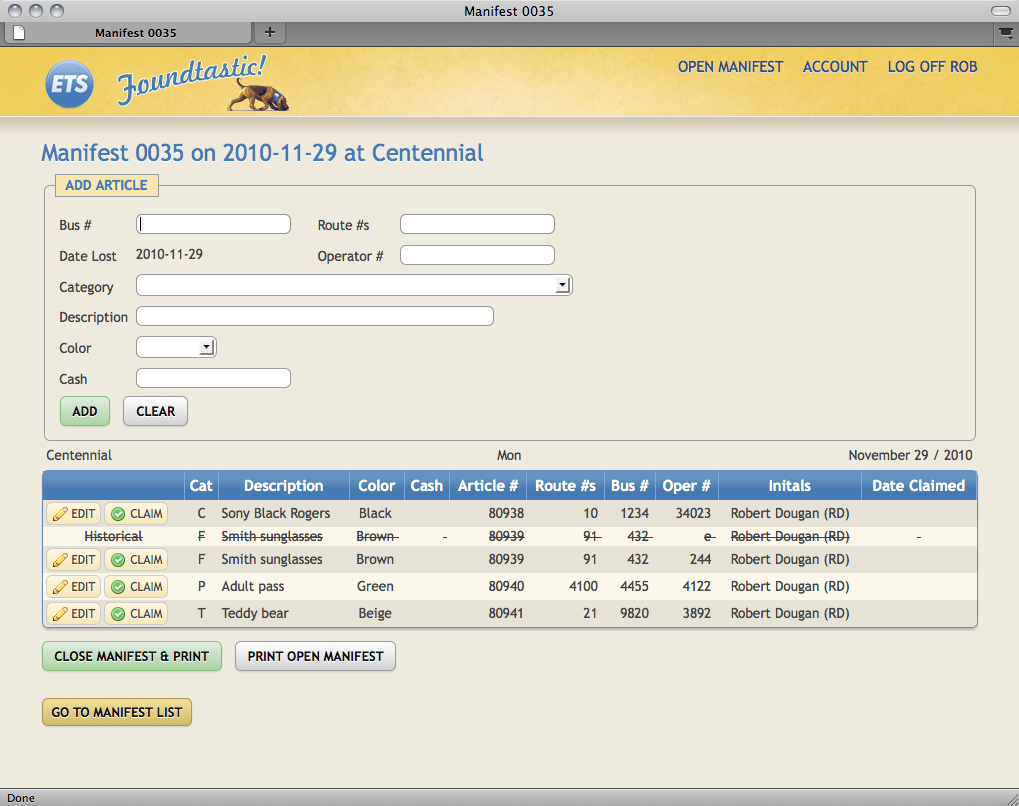 Manifest 0035
Manifest 0035
+
ETS Foundtastic! OPEN MANIFEST ACCOUNT LOG OFF ROB
Manifest 0035 on 2010-11-29 at Centennial
ADD ARTICLE
Bus # Route #s
Date Lost 2010-11-29 Operator #
Category
Description
Color
Cash
ADD CLEAR
Centennial Mon November 29 / 2010
Cat Description Color Cash Article # Route #s Bus # Oper # Initals Date Claimed
EDIT CLAIM C Sony Black Rogers Black 80938 10 1234 34023 Robert Dougan (RD)
Historical F Smith sunglasses Brown - 80939 91 432 e Robert Dougan (RD) -
EDIT CLAIM F Smith sunglasses Brown 80939 91 432 244 Robert Dougan (RD)
EDIT CLAIM P Adult pass Green 80940 4100 4455 4122 Robert Dougan (RD)
EDIT CLAIM T Teddy bear Beige 80941 21 9820 3892 Robert Dougan (RD)
CLOSE MANIFEST & PRINT PRINT OPEN MANIFEST
GO TO MANIFEST LIST
Done